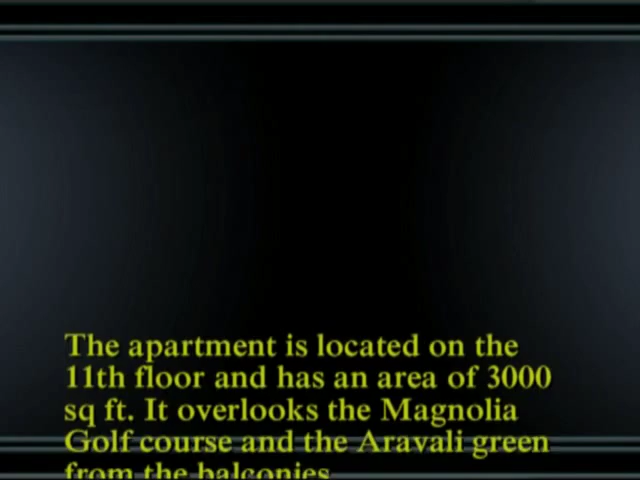 The apartment is located on the
11th floor and has an area of 3000
sq ft. It overlooks the Magnolia
Golf course and the Aravali green
from the balconies